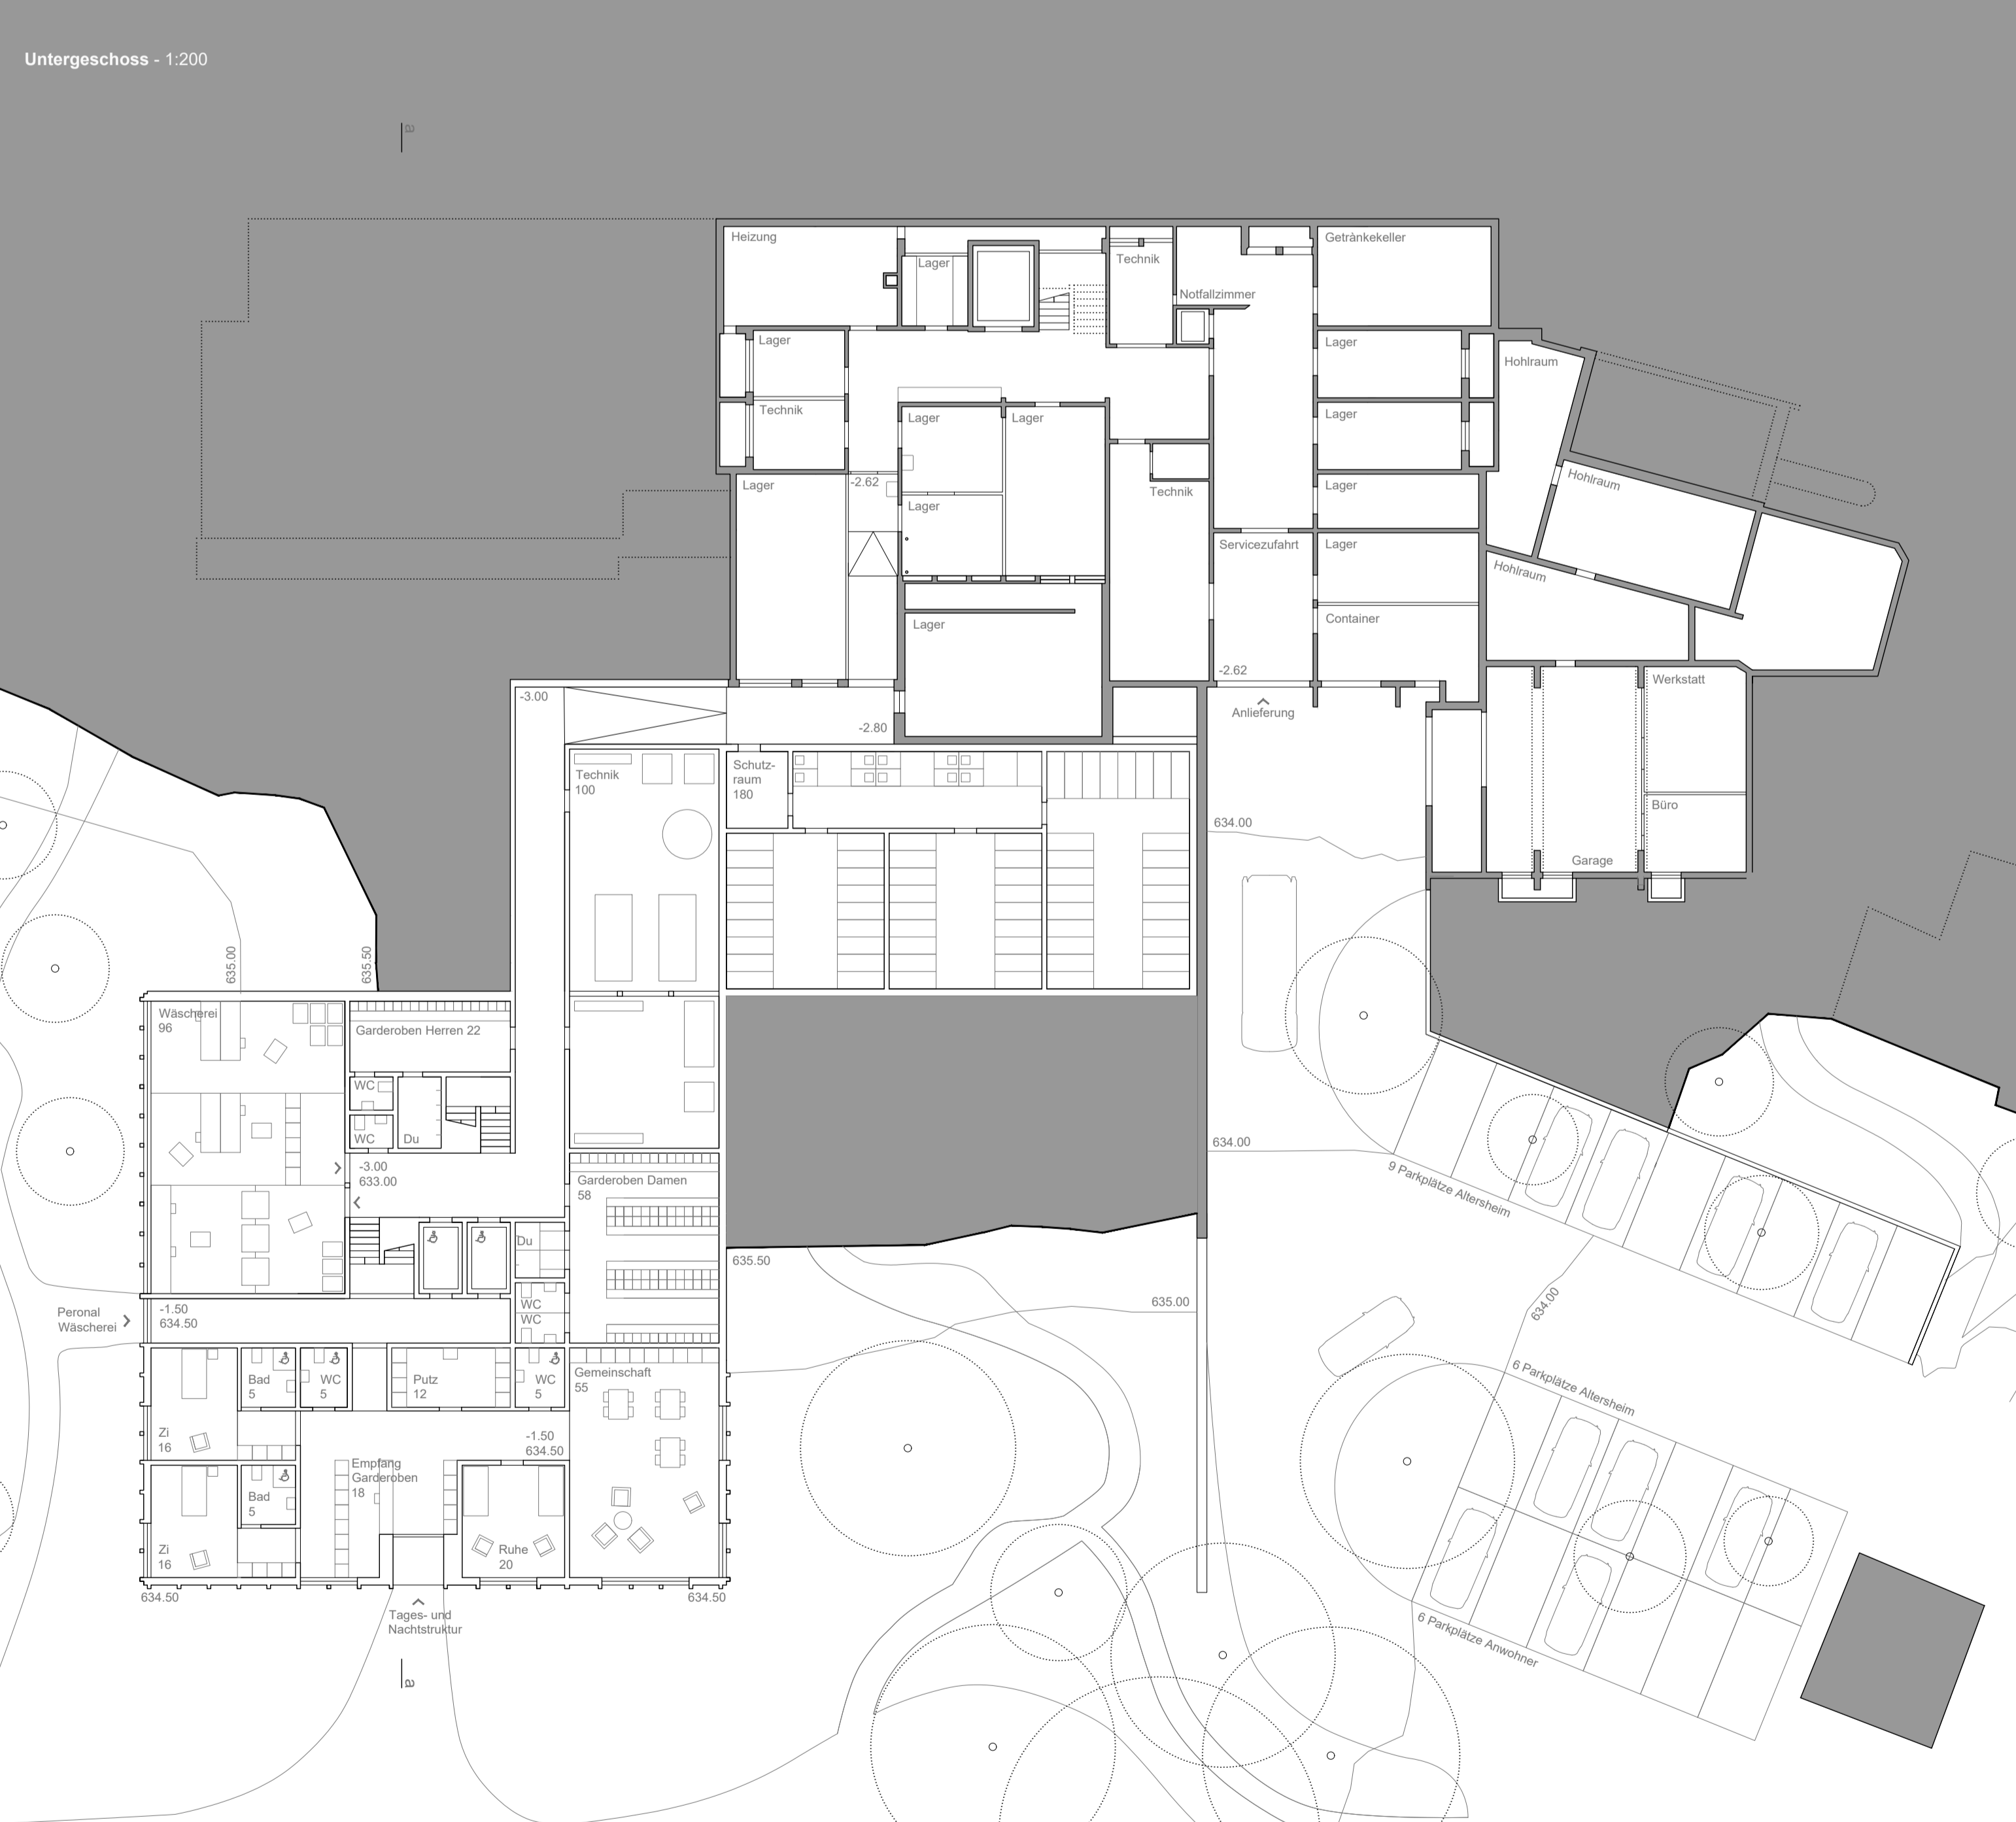 Untergeschoss - 1:200
a
Heizung
Lager
Technik
Notfallzimmer
Geträнkekeller
Lager
Technik
Lager
Lager
Lager
Hohlraum
Lager
Hohlraum
Lager
-2.62
Lager
Technik
Lager
Servicezufahrt
Lager
Hohlraum
Lager
Container
-2.62
Werkstatt
-3.00
-2.80
Anlieferung
Technik
100
Schutz-
raum
180
634.00
Büro
Garage
635.00
635.50
Wäscherei
96
Garderoben Herren 22
WC
WC
Du
634.00
-3.00
633.00
9 Parkplätze Altersheim
Garderoben Damen
58
Du
635.50
WC
WC
635.00
634.00
Peronal
Wäscherei
-1.50
634.50
Bad
5
WC
5
Putz
12
WC
5
Gemeinschaft
55
6 Parkplätze Altersheim
Zi
16
-1.50
634.50
Empfang
Garderoben
18
Bad
5
Zi
16
Ruhe
20
634.50
634.50
Tages- und
Nachtstruktur
6 Parkplätze Anwohner
a